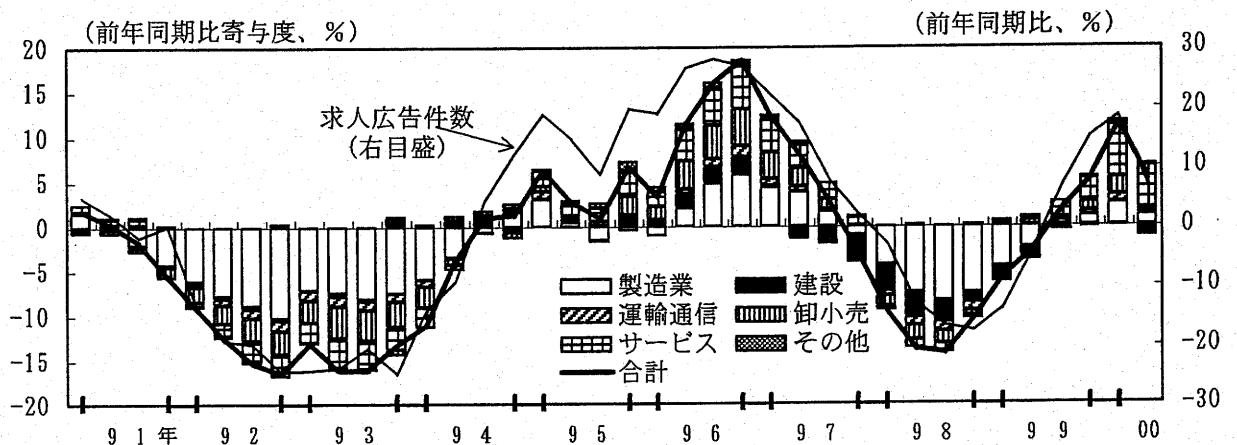 (前年同期比寄与度、%) (前年同期比、%)
20 30
15 20
10 10
5 0
0 -10
-5 -20
-10 -30
-15
-20
求人広告件数
(右目盛)
製造業 建設
運輸通信 卸小売
サービス その他
合計
91年 92 93 94 95 96 97 98 99 00